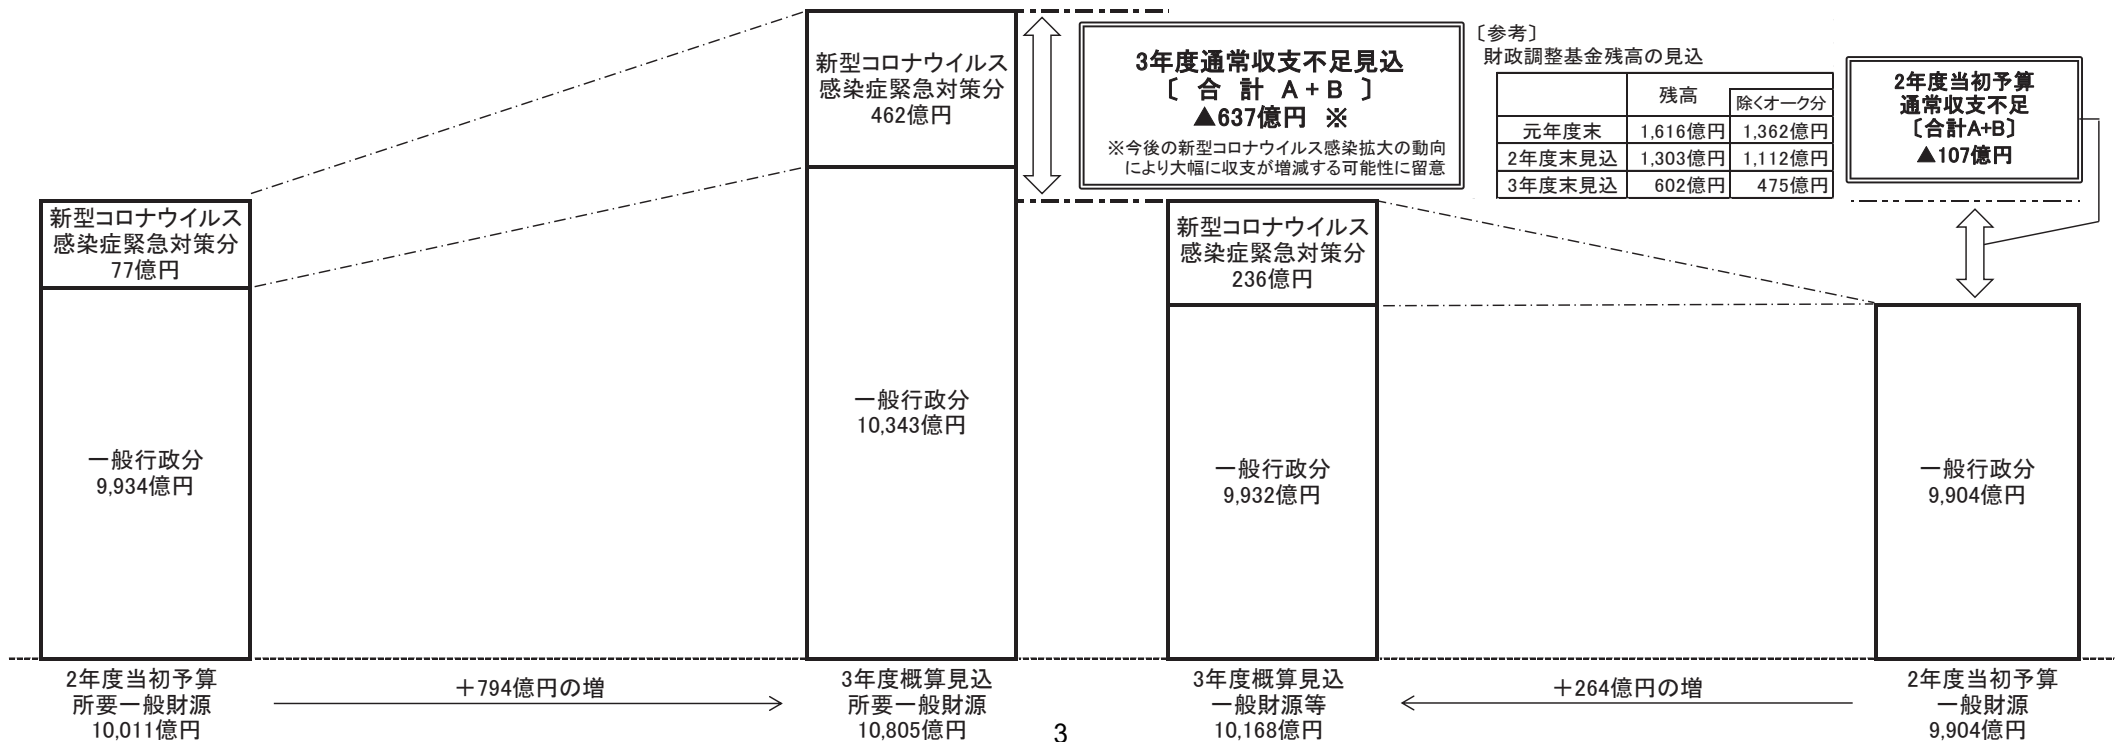 新型コロナウイルス
感染症緊急対策分
77億円
一般行政分
9,934億円
2年度当初予算
所要一般財源
10,011億円
+794億円の増
新型コロナウイルス
感染症緊急対策分
462億円
一般行政分
10,343億円
3年度概算見込
所要一般財源
10,805億円
3年度通常収支不足見込
〔 合 計 A + B 〕
▲637億円 ※
※今後の新型コロナウイルス感染拡大の動向
により大幅に収支が増減する可能性に留意
新型コロナウイルス
感染症緊急対策分
236億円
一般行政分
9,932億円
3年度概算見込
一般財源等
10,168億円
〔参考〕
財政調整基金残高の見込
残高 除くオーク分
元年度末 1,616億円 1,362億円
2年度末見込 1,303億円 1,112億円
3年度末見込 602億円 475億円
2年度当初予算
通常収支不足
〔合計A+B〕
▲107億円
+264億円の増
一般行政分
9,904億円
2年度当初予算
一般財源
9,904億円
3